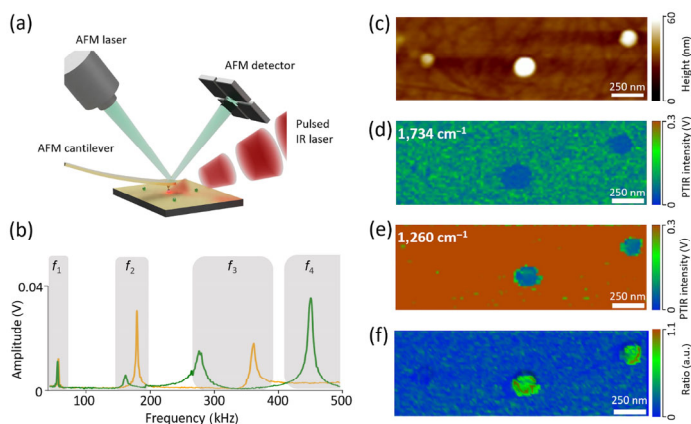 (a)
AFM laser
AFM detector
Pulsed
IR laser
AFM cantilever
(b)
f1
f2
f3
f4
0.04
0
Amplitude (V)
100
200
300
400
500
Frequency (kHz)
(c)
250 nm
60
0
Height (nm)
(d)
1,734 cm⁻¹
250 nm
0.3
0
PTIR intensity (V)
(e)
1,260 cm⁻¹
250 nm
0.3
0
PTIR intensity (V)
(f)
250 nm
1.1
0
Ratio (a.u.)